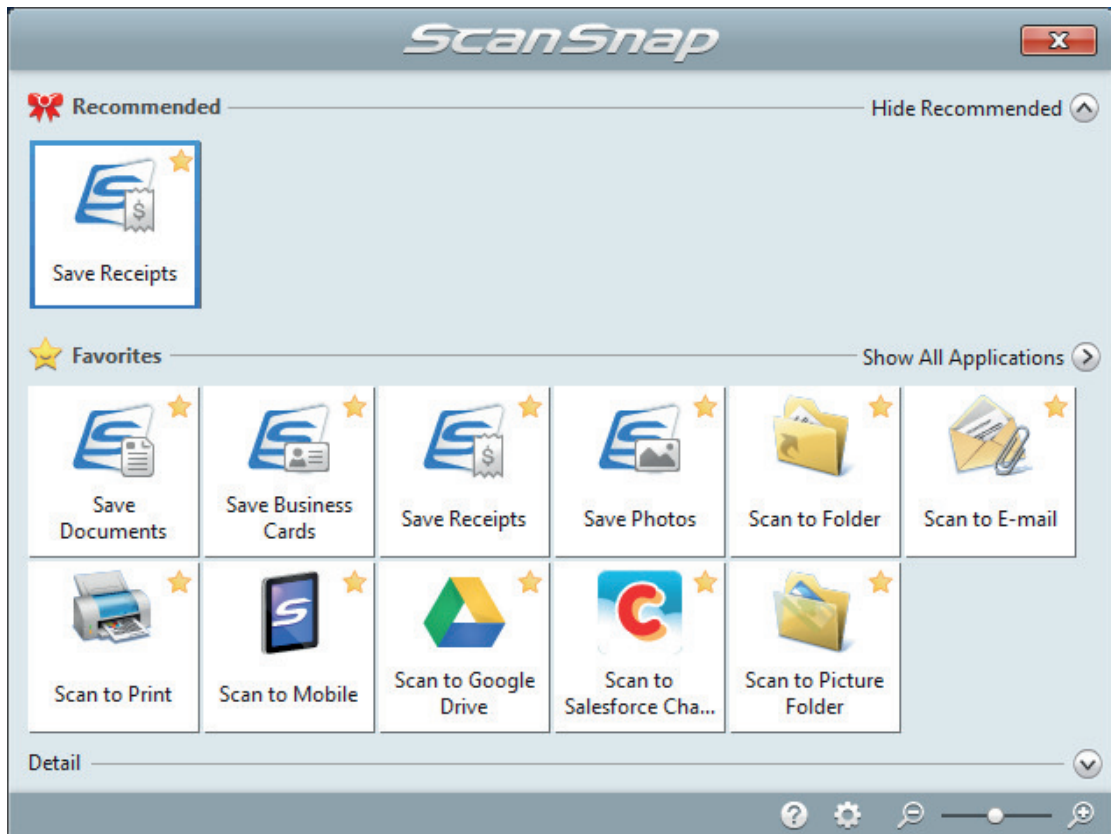 ScanSnap
Recommended
Hide Recommended
Save Receipts
Favorites
Show All Applications
Save
Documents
Save Business
Cards
Save Receipts
Save Photos
Scan to Folder
Scan to E-mail
Scan to Print
Scan to Mobile
Scan to Google
Drive
Scan to
Salesforce Cha...
Scan to Picture
Folder
Detail